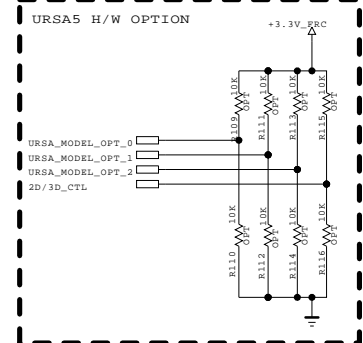 URSA5 H/W OPTION
+3.3V_FRC
10K OPT R109
10K OPT R111
10K OPT R113
10K OPT R115
URSA_MODEL_OPT_0
URSA_MODEL_OPT_1
URSA_MODEL_OPT_2
2D/3D_CTL
10K OPT R110
10K OPT R112
10K OPT R114
10K OPT R116